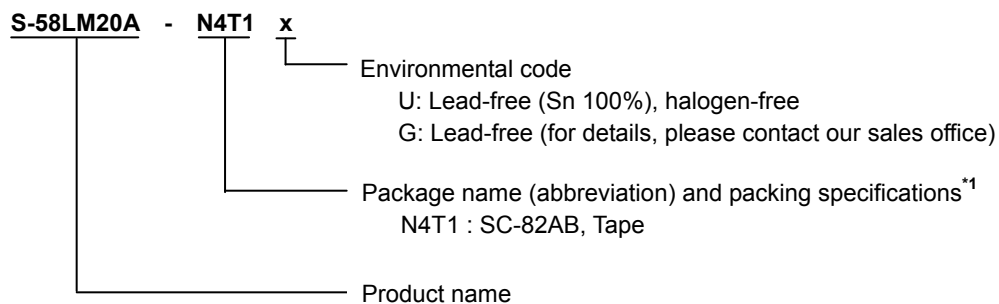 S-58LM20A - N4T1 x
Environmental code
U: Lead-free (Sn 100%), halogen-free
G: Lead-free (for details, please contact our sales office)
Package name (abbreviation) and packing specifications*1
N4T1 : SC-82AB, Tape
Product name